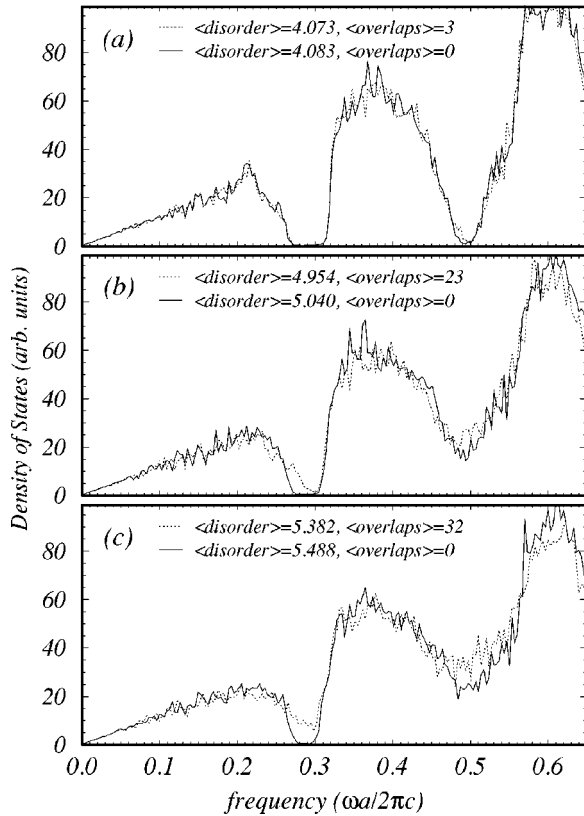 (a)
<disorder>=4.073, <overlaps>=3
<disorder>=4.083, <overlaps>=0
80
60
40
20
0
(b)
<disorder>=4.954, <overlaps>=23
<disorder>=5.040, <overlaps>=0
80
60
40
20
0
Density of States (arb. units)
(c)
<disorder>=5.382, <overlaps>=32
<disorder>=5.488, <overlaps>=0
80
60
40
20
0
0.0 0.1 0.2 0.3 0.4 0.5 0.6
frequency (ωa/2πc)